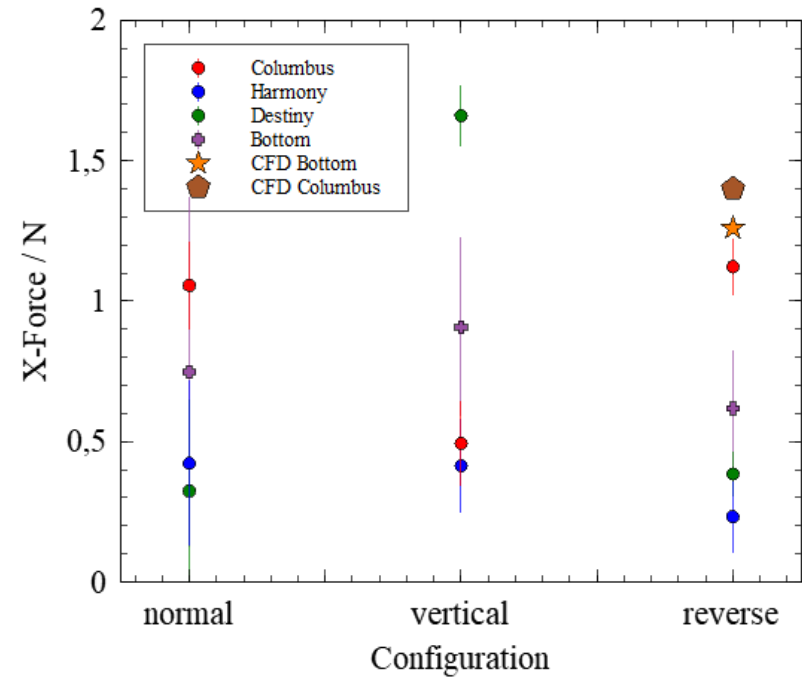 2
Columbus
Harmony
Destiny
Bottom
CFD Bottom
CFD Columbus
1,5
X-Force / N
1
0,5
0
normal vertical reverse
Configuration